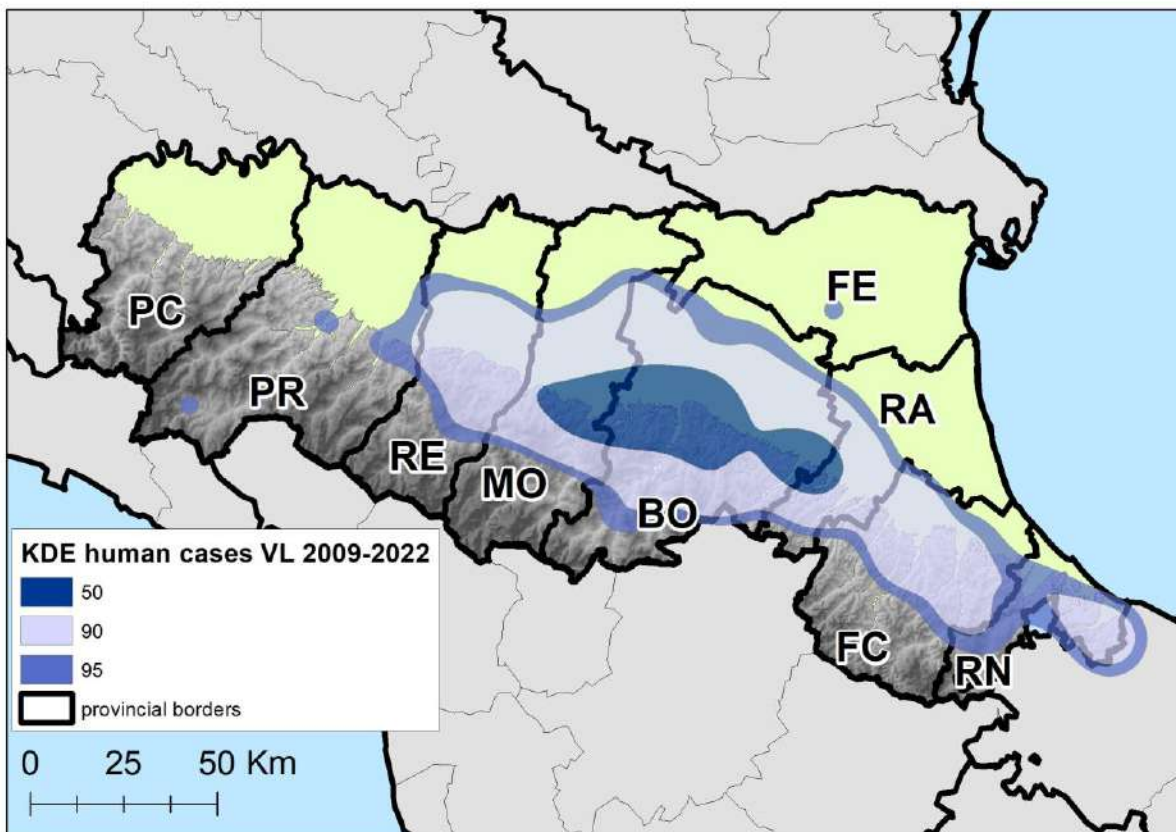 FE
PC
RA
PR
RE
MO
BO
FC
RN
KDE human cases VL 2009-2022
50
90
95
provincial borders
0 25 50 Km